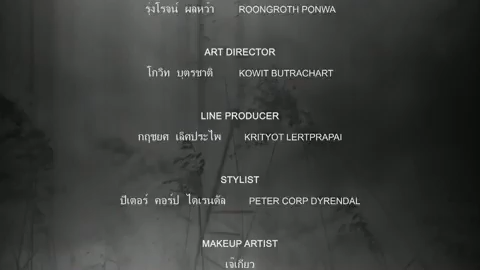 รุ่งโรจน์ ผลหว้า ROONGROTH PONWA
ART DIRECTOR
โกวิท บุตรชาติ KOWIT BUTRACHART
LINE PRODUCER
กฤชยศ เลิศประไพ KRITYOT LERTPRAPAI
STYLIST
ปีเตอร์ คอร์ป ไดเรนดัล PETER CORP DYRENDAL
MAKEUP ARTIST
เจ๊เกียว